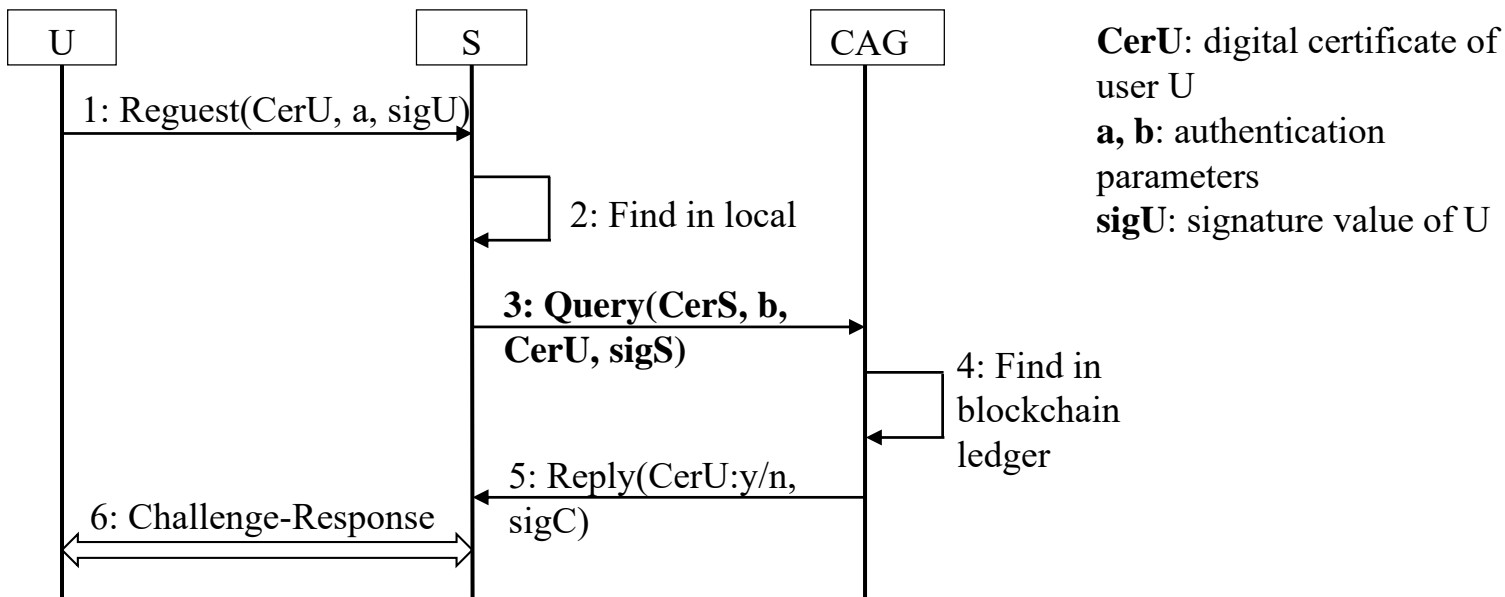 U
S
CAG
CerU: digital certificate of
user U
a, b: authentication
parameters
sigU: signature value of U
1: Reguest(CerU, a, sigU)
2: Find in local
3: Query(CerS, b,
CerU, sigS)
4: Find in
blockchain
ledger
5: Reply(CerU:y/n,
sigC)
6: Challenge-Response